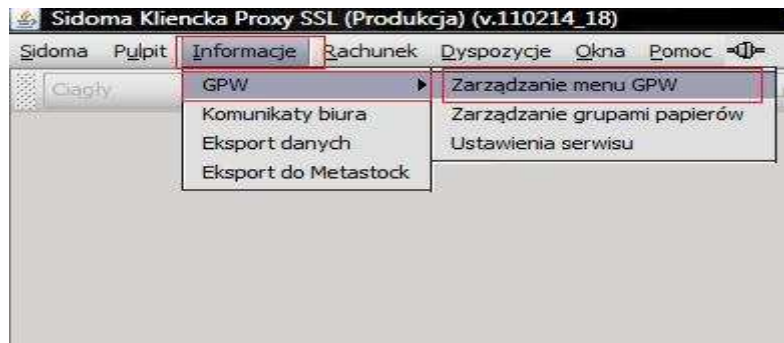 Sidoma Kliencka Proxy SSL (Produkcja) (v.110214_18)
Sidoma Pulpit Informacje Rachunek Dyspozycje Okna Pomoc
Ciągły GPW Zarządzanie menu GPW
Komunikaty biura Zarządzanie grupami papierów
Eksport danych Ustawienia serwisu
Eksport do Metastock